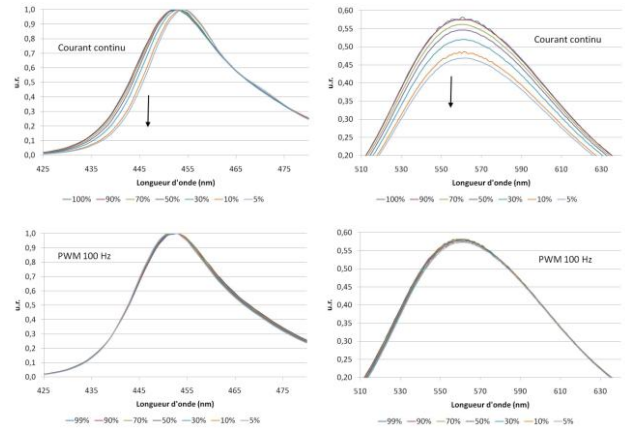 1,0
0,9
0,8
0,7
0,6
0,5
0,4
0,3
0,2
0,1
0,0
u.r.
Courant continu
425 435 445 455 465 475
Longueur d'onde (nm)
100% 90% 70% 50% 30% 10% 5%
0,60
0,55
0,50
0,45
0,40
0,35
0,30
0,25
0,20
u.r.
Courant continu
510 530 550 570 590 610 630
Longueur d'onde (nm)
100% 90% 70% 50% 30% 10% 5%
1,0
0,9
0,8
0,7
0,6
0,5
0,4
0,3
0,2
0,1
0,0
u.r.
PWM 100 Hz
425 435 445 455 465 475
Longueur d'onde (nm)
99% 90% 70% 50% 30% 10% 5%
0,60
0,55
0,50
0,45
0,40
0,35
0,30
0,25
0,20
u.r.
PWM 100 Hz
510 530 550 570 590 610 630
Longueur d'onde (nm)
99% 90% 70% 50% 30% 10% 5%